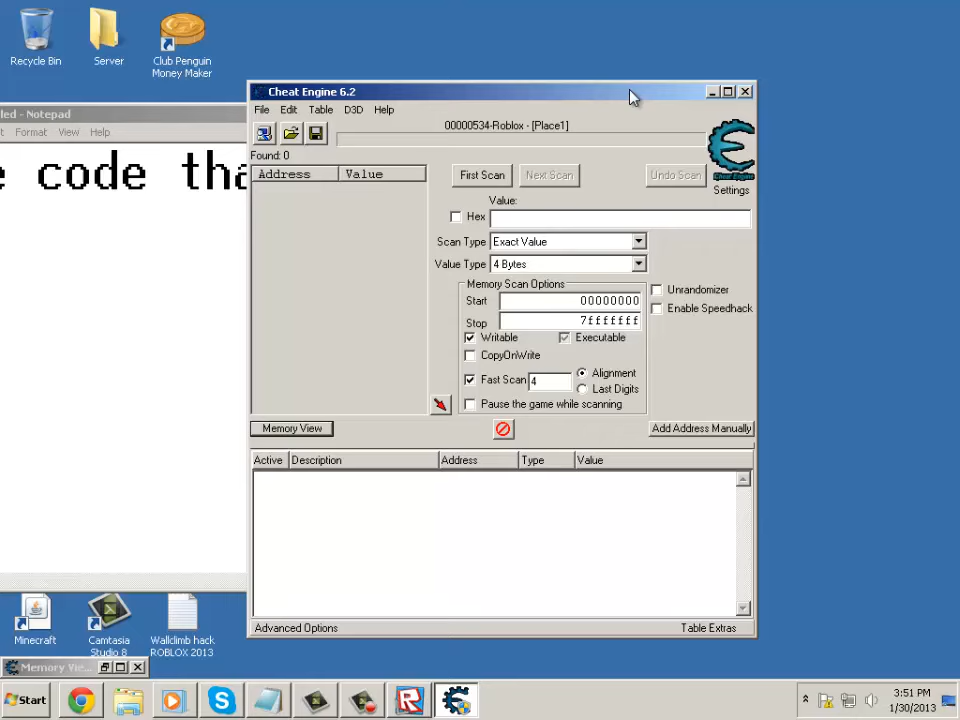 Recycle Bin
Server
Club Penguin
Money Maker
led - Notepad
Format View Help
e code tha
Cheat Engine 6.2
File Edit Table D3D Help
00000534-Roblox - [Place1]
Found: 0
Address Value
First Scan Next Scan Undo Scan
Settings
Value:
Hex
Scan Type Exact Value
Value Type 4 Bytes
Memory Scan Options
Start 00000000
Stop 7fffffff
Unrandomizer
Enable Speedhack
Writable Executable
CopyOnWrite
Fast Scan 4
Alignment
Last Digits
Pause the game while scanning
Memory View
Add Address Manually
Active Description Address Type Value
Advanced Options Table Extras
Minecraft
Camtasia
Studio 8
Wallclimb hack
ROBLOX 2013
Memory Vie...
Start
3:51 PM
1/30/2013